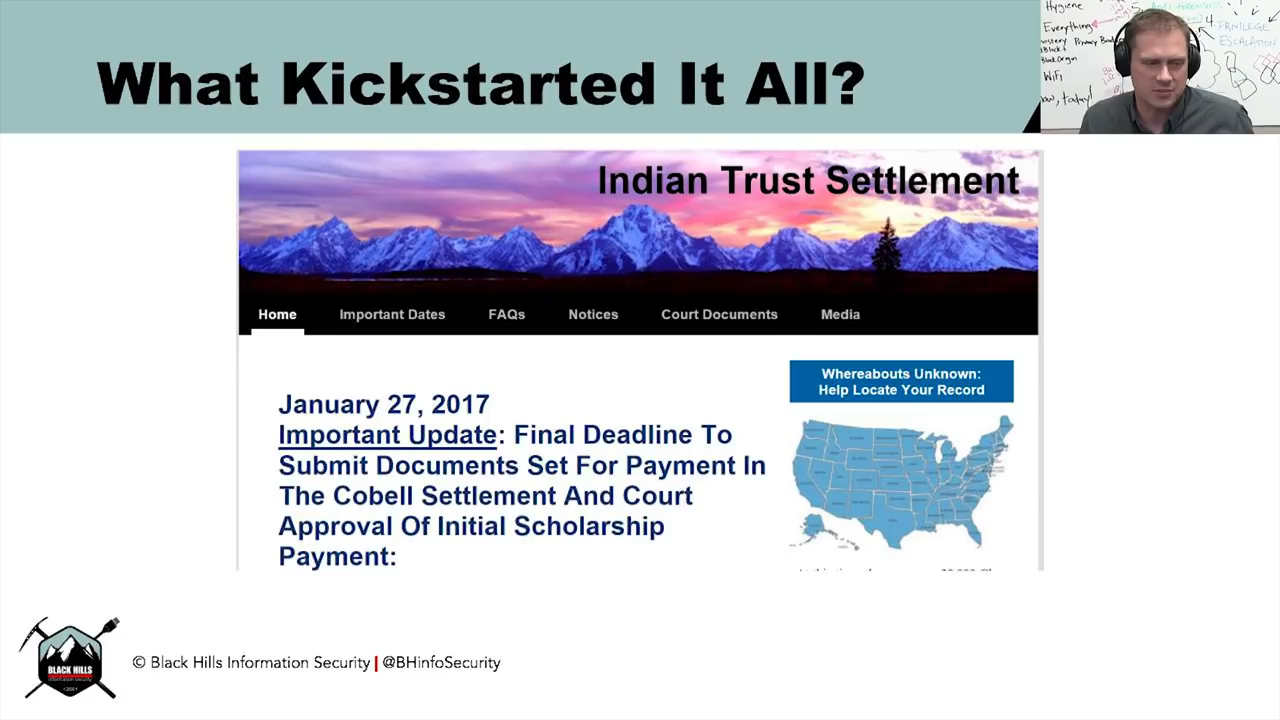 What Kickstarted It All?
Hygiene
Everything
WiFi
4.
PRIVILEGE
ESCALATION
Indian Trust Settlement
Home
Important Dates
FAQs
Notices
Court Documents
Media
January 27, 2017
Important Update: Final Deadline To
Submit Documents Set For Payment In
The Cobell Settlement And Court
Approval Of Initial Scholarship
Payment:
Whereabouts Unknown:
Help Locate Your Record
BLACK HILLS
Information Security
© Black Hills Information Security | @BHinfoSecurity